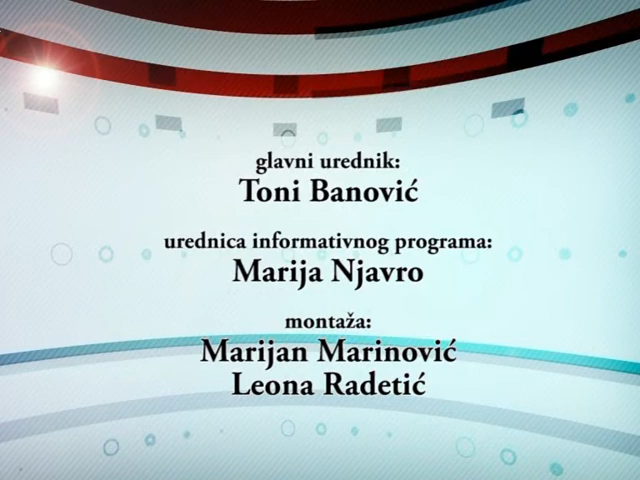 glavni urednik:
Toni Banović
urednica informativnog programa:
Marija Njavro
montaža:
Marijan Marinović
Leona Radetić